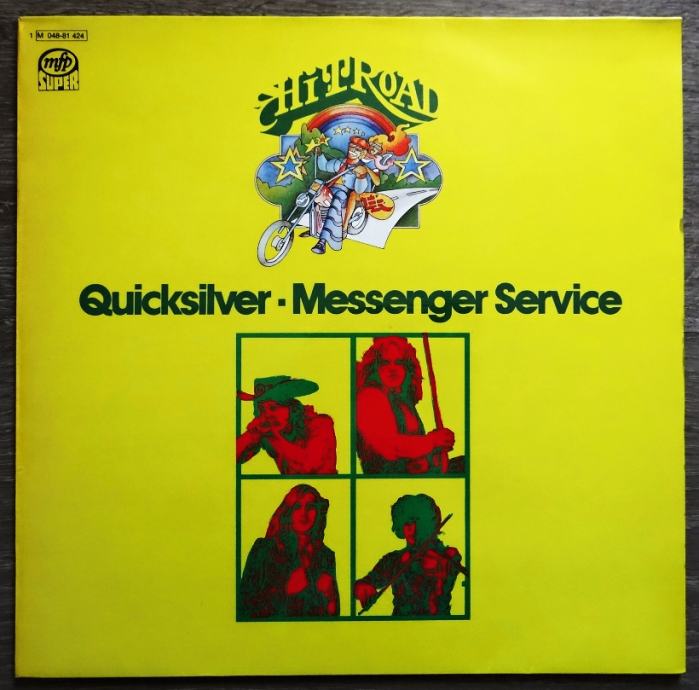 1 M 048-81 424
mfp
SUPER
HIT ROAD
Quicksilver · Messenger Service